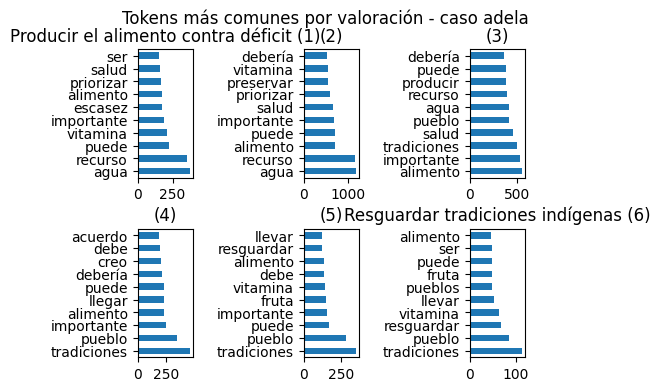 Tokens más comunes por valoración - caso adela
Producir el alimento contra déficit (1)
(2)
(3)
ser
salud
priorizar
alimento
escasez
importante
vitamina
puede
recurso
agua
0 250
debería
vitamina
preservar
priorizar
salud
importante
puede
alimento
recurso
agua
0 1000
debería
puede
producir
recurso
agua
pueblo
salud
tradiciones
importante
alimento
0 500
(4)
(5)
Resguardar tradiciones indígenas (6)
acuerdo
debe
creo
debería
puede
llegar
alimento
importante
pueblo
tradiciones
0 250
llevar
resguardar
alimento
debe
vitamina
fruta
importante
puede
pueblo
tradiciones
0 250
alimento
ser
puede
fruta
pueblos
llevar
vitamina
resguardar
pueblo
tradiciones
0 100